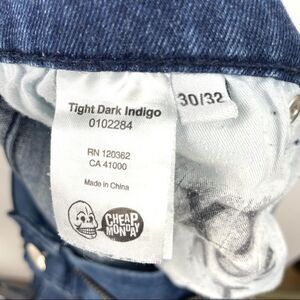 Tight Dark Indigo
0102284
30/32
RN 120362
CA 41000
Made in China
CHEAP
MONDAY